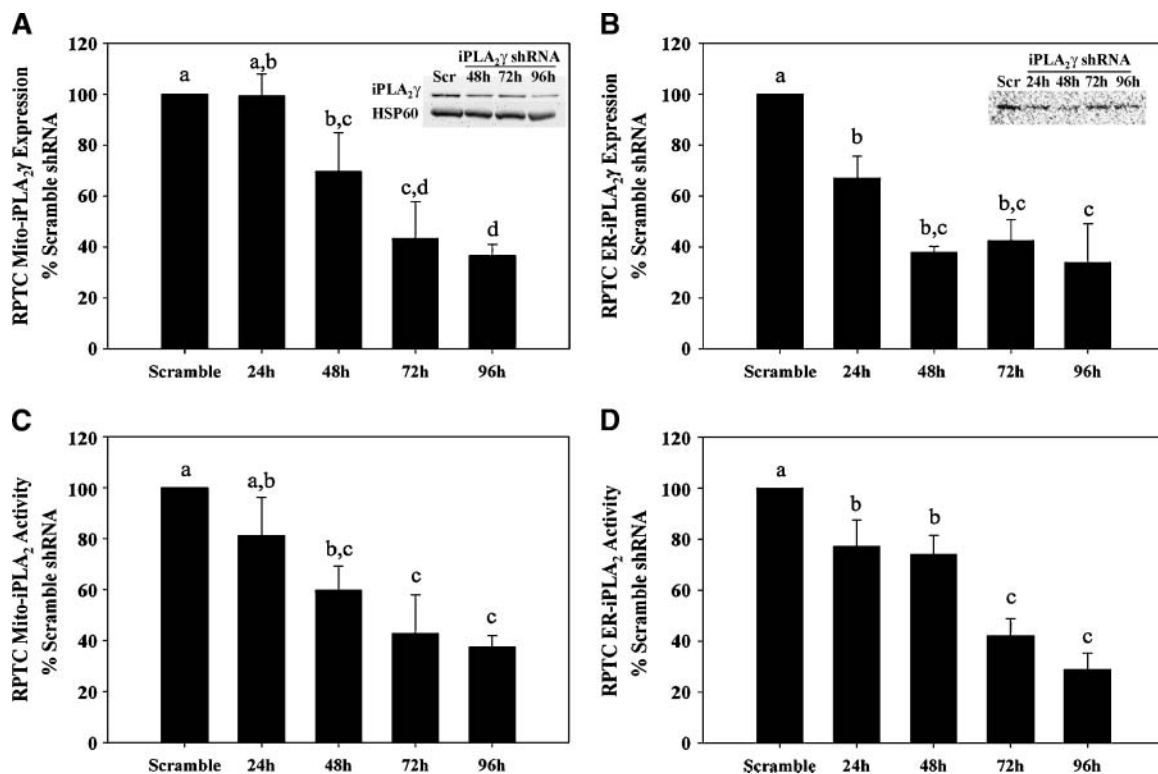 A
RPTC Mito-iPLA₂γ Expression
% Scramble shRNA
120
100
80
60
40
20
0
a
a,b
b,c
c,d
d
Scramble 24h 48h 72h 96h
iPLA₂γ shRNA
Scr 48h 72h 96h
iPLA₂γ
HSP60
B
RPTC ER-iPLA₂γ Expression
% Scramble shRNA
120
100
80
60
40
20
0
a
b
b,c
b,c
c
Scramble 24h 48h 72h 96h
iPLA₂γ shRNA
Scr 24h 48h 72h 96h
C
RPTC Mito-iPLA₂ Activity
% Scramble shRNA
120
100
80
60
40
20
0
a
a,b
b,c
c
c
Scramble 24h 48h 72h 96h
D
RPTC ER-iPLA₂ Activity
% Scramble shRNA
120
100
80
60
40
20
0
a
b
b
c
c
Scramble 24h 48h 72h 96h